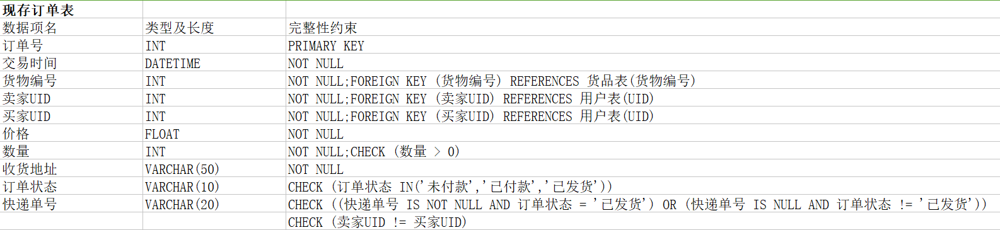 现存订单表
数据项名 类型及长度 完整性约束
订单号 INT PRIMARY KEY
交易时间 DATETIME NOT NULL
货物编号 INT NOT NULL;FOREIGN KEY (货物编号) REFERENCES 货品表(货物编号)
卖家UID INT NOT NULL;FOREIGN KEY (卖家UID) REFERENCES 用户表(UID)
买家UID INT NOT NULL;FOREIGN KEY (买家UID) REFERENCES 用户表(UID)
价格 FLOAT NOT NULL
数量 INT NOT NULL;CHECK (数量 > 0)
收货地址 VARCHAR(50) NOT NULL
订单状态 VARCHAR(10) CHECK (订单状态 IN('未付款','已付款','已发货'))
快递单号 VARCHAR(20) CHECK ((快递单号 IS NOT NULL AND 订单状态 = '已发货') OR (快递单号 IS NULL AND 订单状态 != '已发货'))
CHECK (卖家UID != 买家UID)